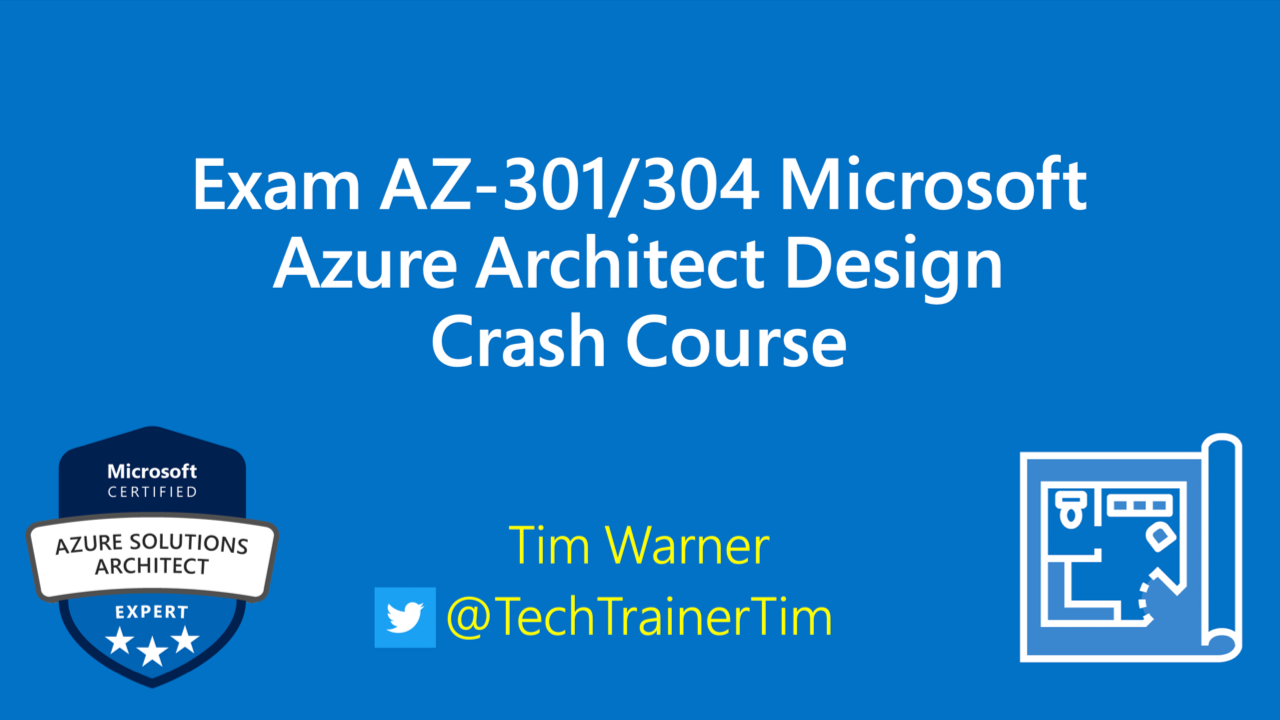 Exam AZ-301/304 Microsoft
Azure Architect Design
Crash Course
Microsoft
CERTIFIED
AZURE SOLUTIONS
ARCHITECT
EXPERT
Tim Warner
@TechTrainerTim